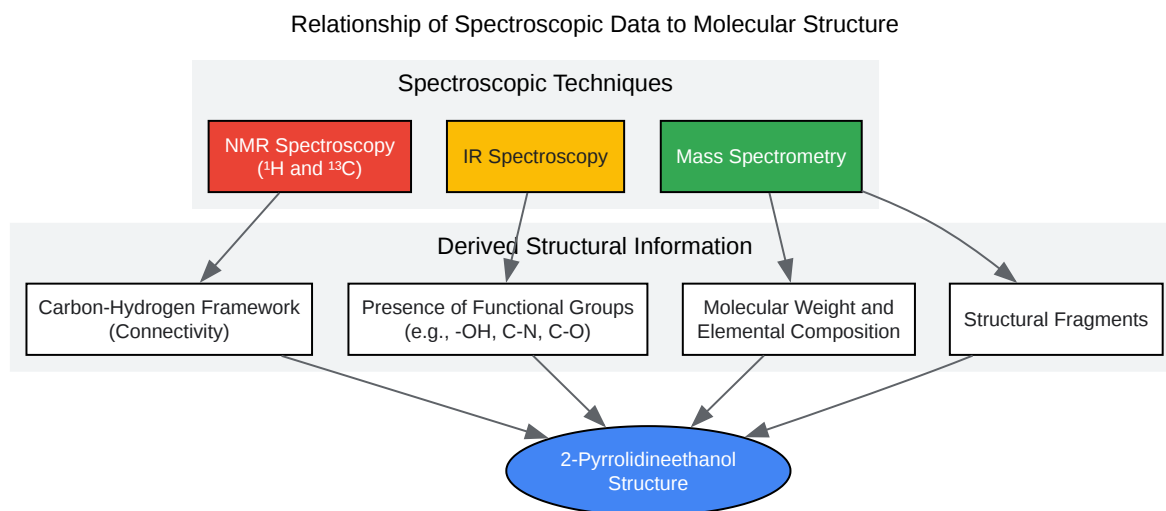 Relationship of Spectroscopic Data to Molecular Structure
Spectroscopic Techniques
NMR Spectroscopy
(¹H and ¹³C)
IR Spectroscopy
Mass Spectrometry
Derived Structural Information
Carbon-Hydrogen Framework
(Connectivity)
Presence of Functional Groups
(e.g., -OH, C-N, C-O)
Molecular Weight and
Elemental Composition
Structural Fragments
2-Pyrrolidineethanol
Structure